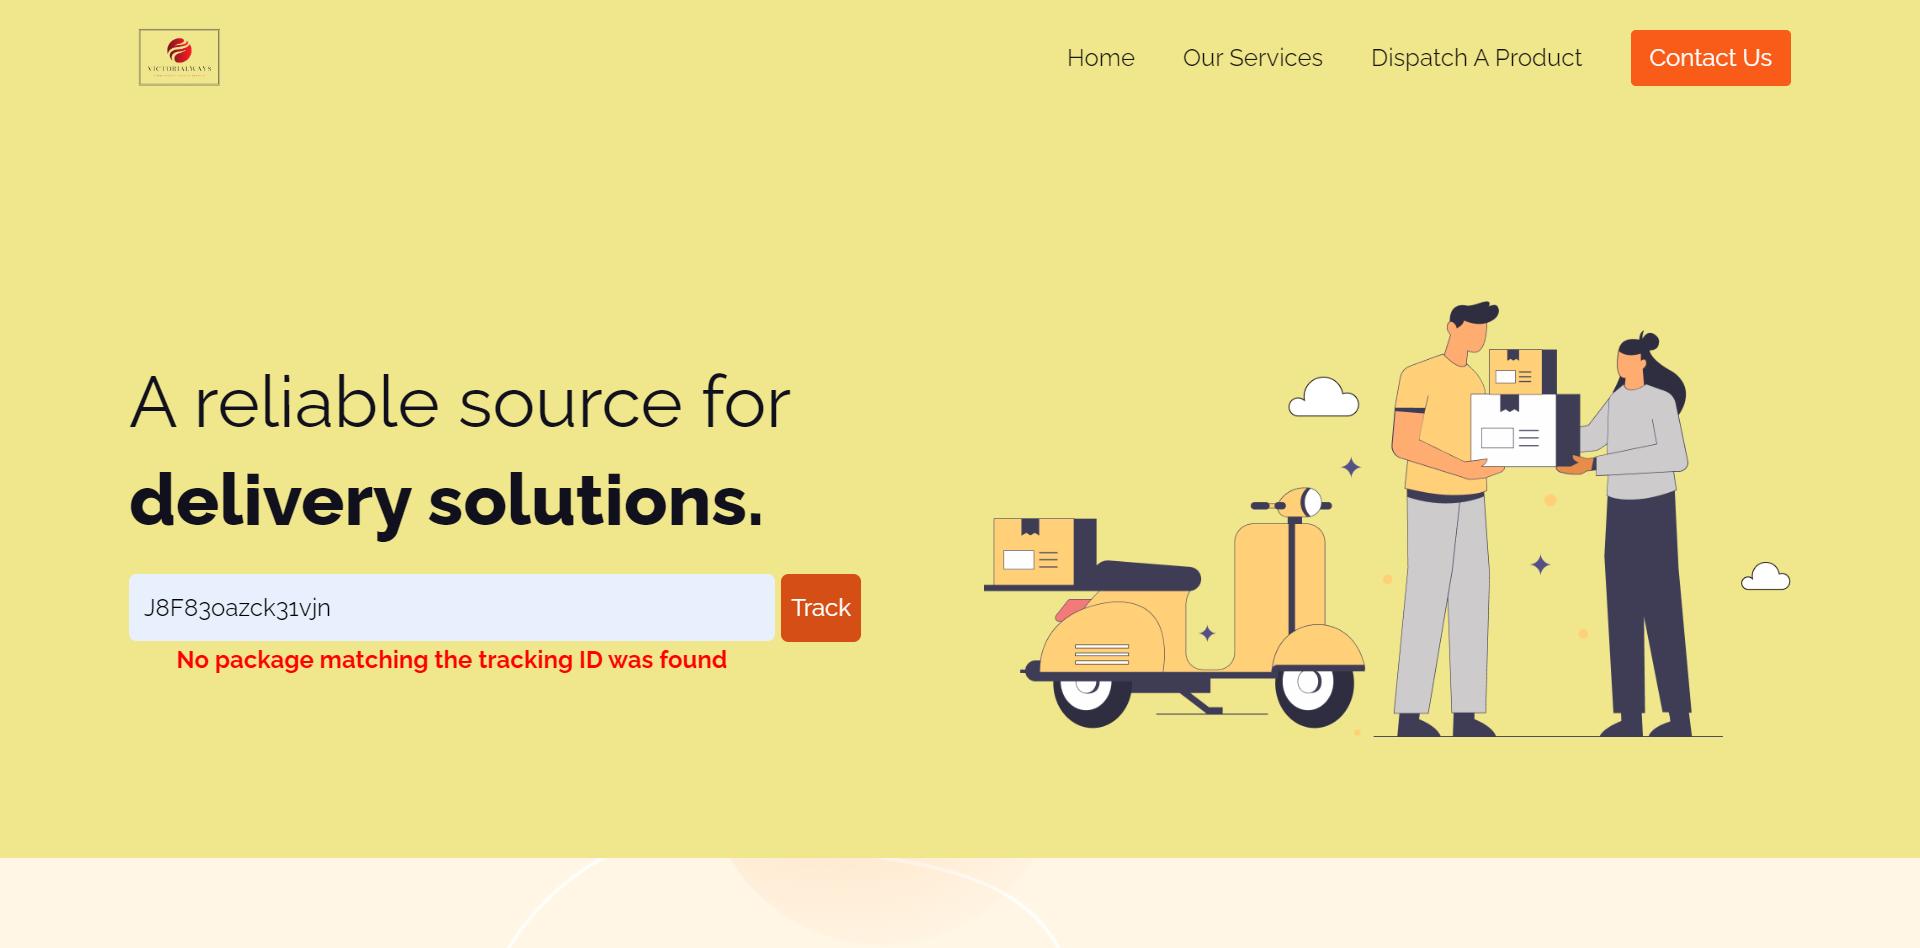 VICTORIALWAYS
Home
Our Services
Dispatch A Product
Contact Us
A reliable source for
delivery solutions.
J8F83oazck31vjn
Track
No package matching the tracking ID was found